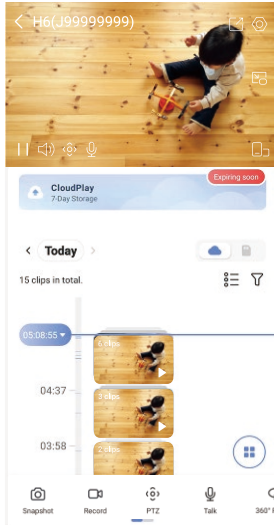 H6(J99999999)
Expiring soon
CloudPlay
7-Day Storage
Today
15 clips in total.
05:08:55
6 clips
04:37
3 clips
03:58
2 clips
Snapshot
Record
PTZ
Talk
360°